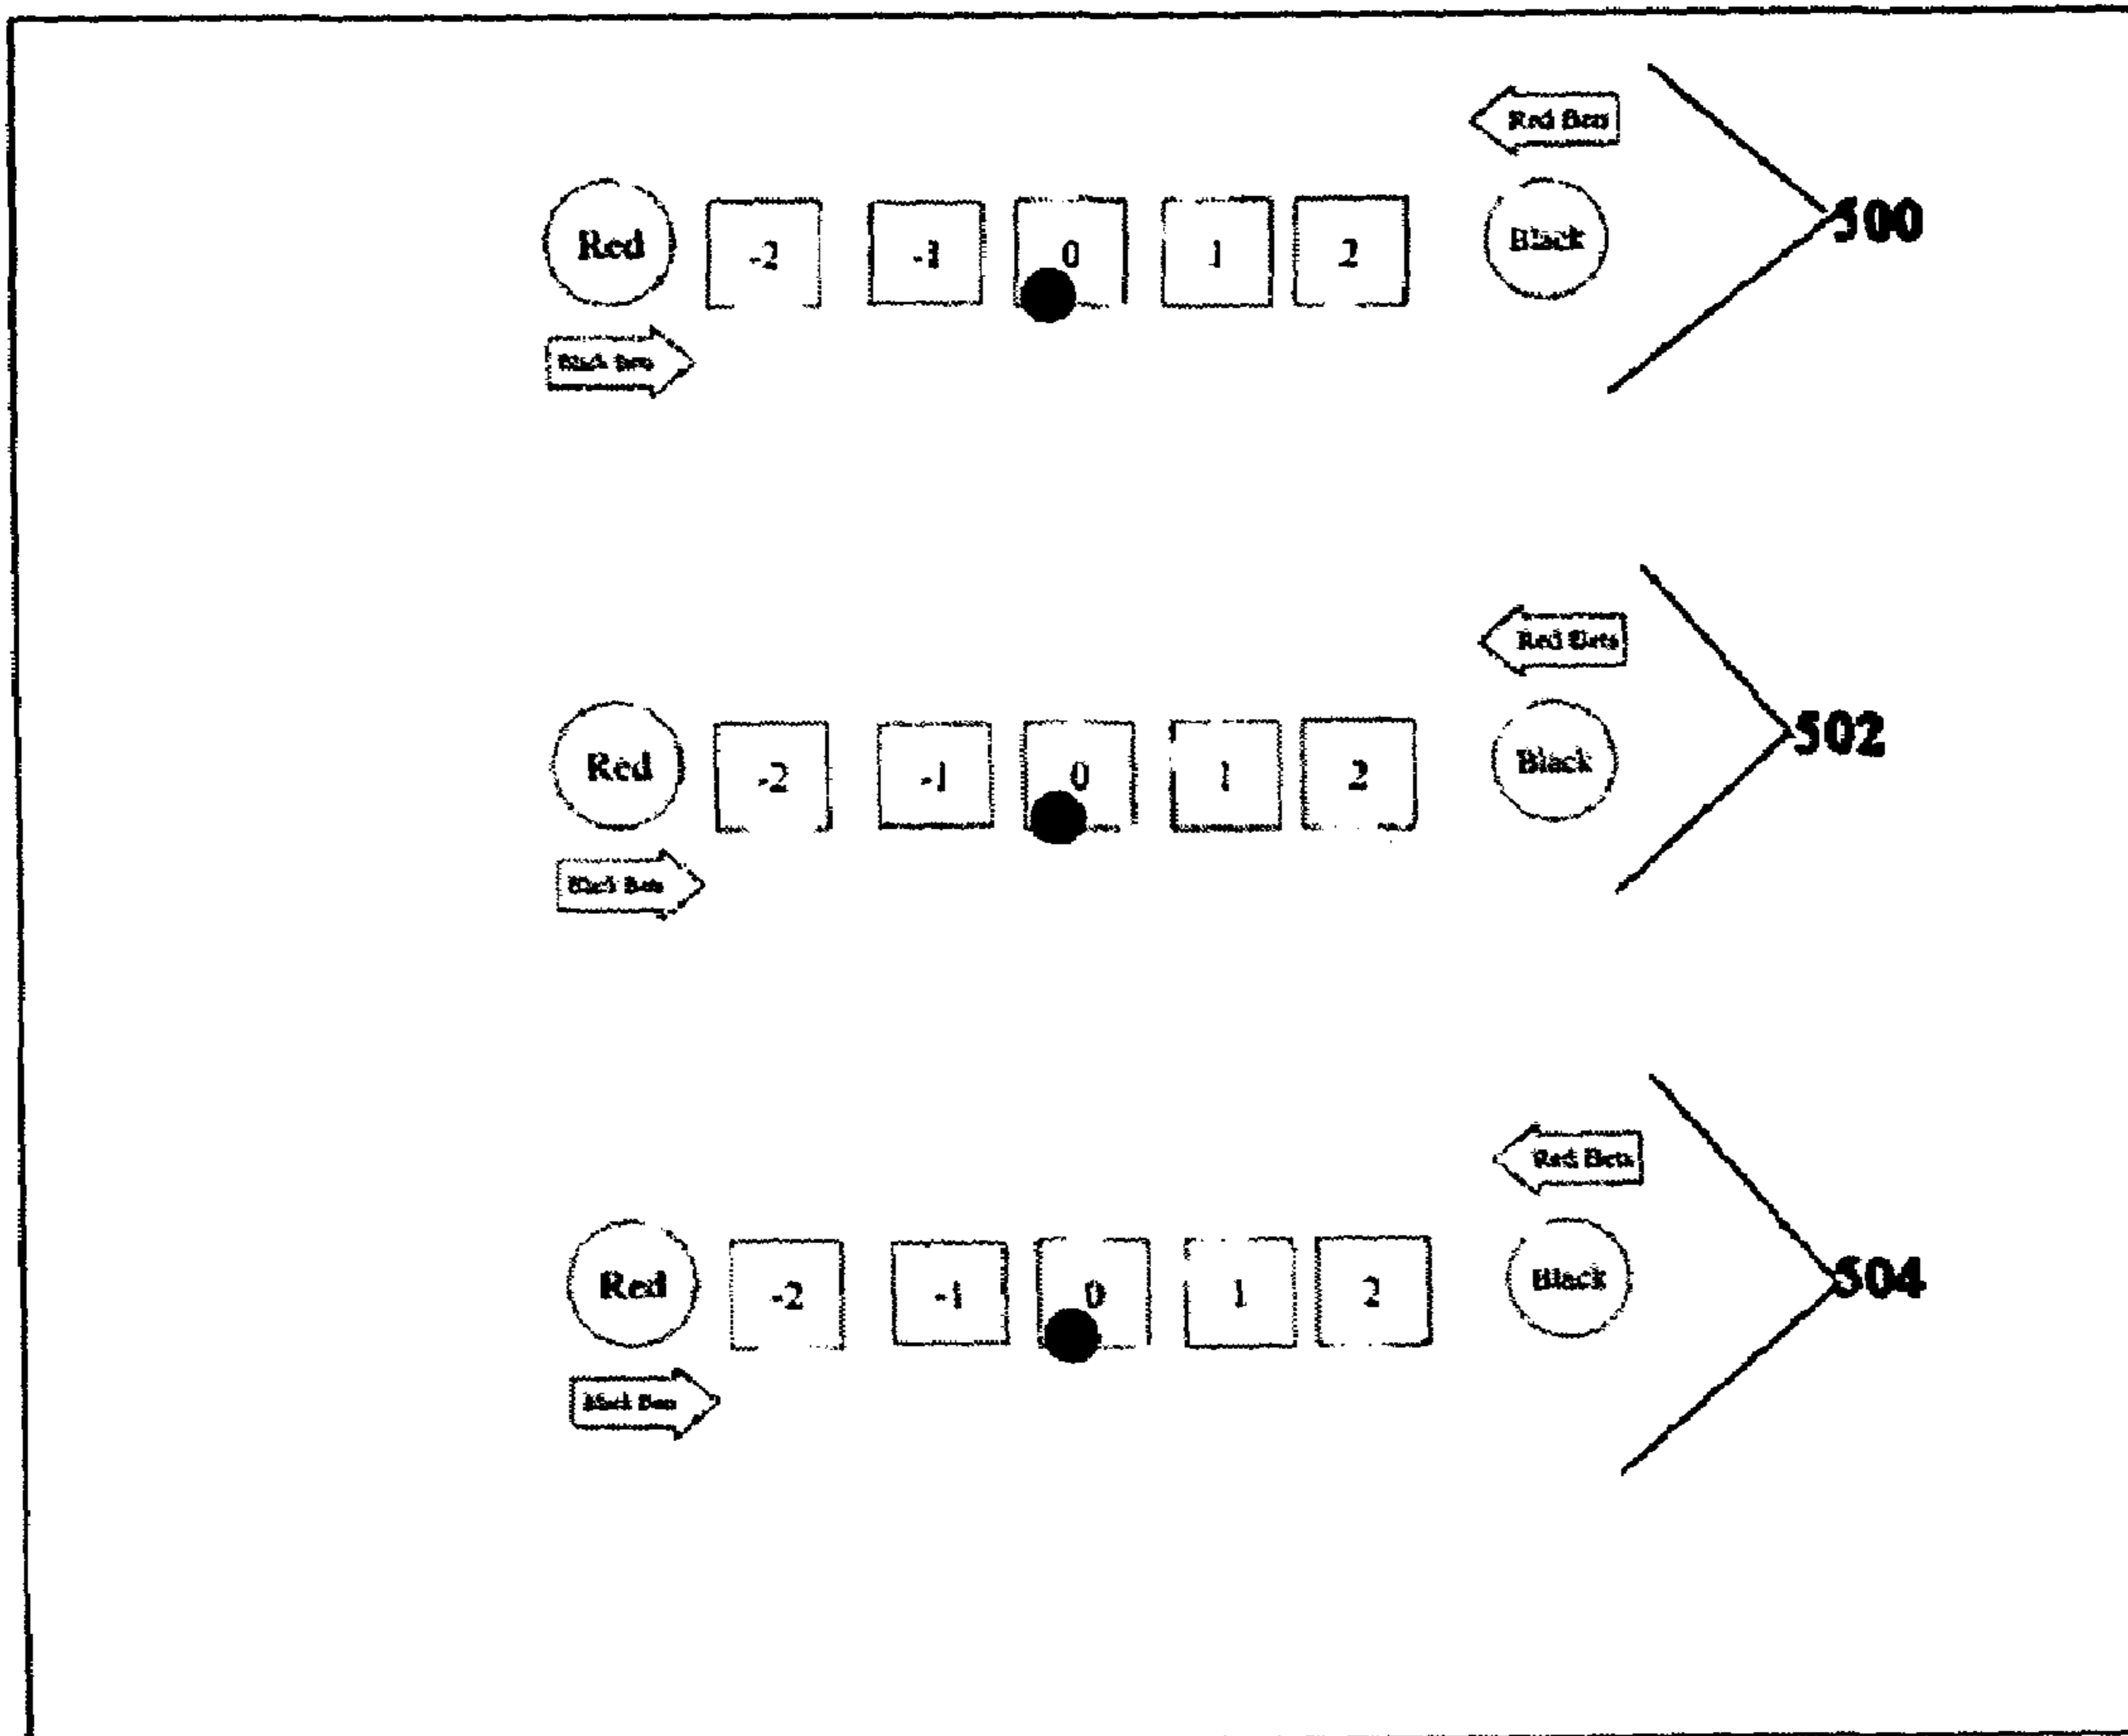 Red Bets
Red -2 -1 0 1 2 Black 500
Black Bets
Red Bets
Red -2 -1 0 1 2 Black 502
Black Bets
Red Bets
Red -2 -1 0 1 2 Black 504
Black Bets